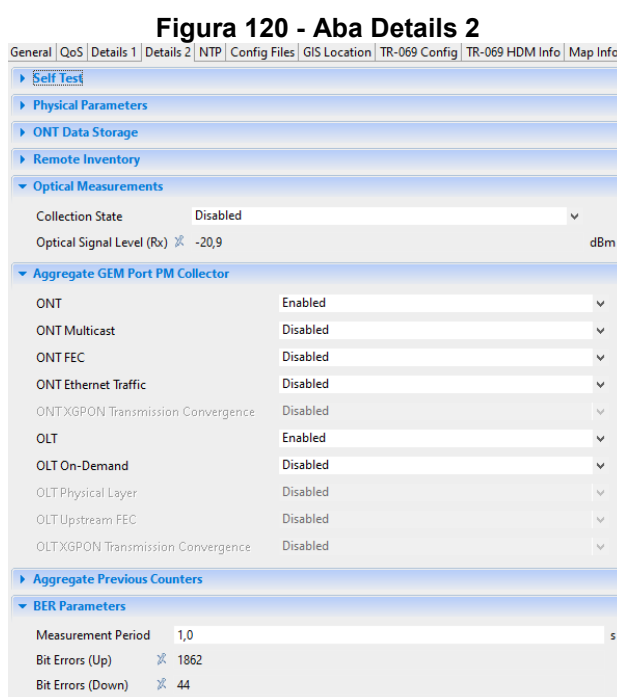 Figura 120 - Aba Details 2
General QoS Details 1 Details 2 NTP Config Files GIS Location TR-069 Config TR-069 HDM Info Map Info
Self Test
Physical Parameters
ONT Data Storage
Remote Inventory
Optical Measurements
Collection State Disabled
Optical Signal Level (Rx) -20,9 dBm
Aggregate GEM Port PM Collector
ONT Enabled
ONT Multicast Disabled
ONT FEC Disabled
ONT Ethernet Traffic Disabled
ONT XGPON Transmission Convergence Disabled
OLT Enabled
OLT On-Demand Disabled
OLT Physical Layer Disabled
OLT Upstream FEC Disabled
OLT XGPON Transmission Convergence Disabled
Aggregate Previous Counters
BER Parameters
Measurement Period 1,0 s
Bit Errors (Up) 1862
Bit Errors (Down) 44